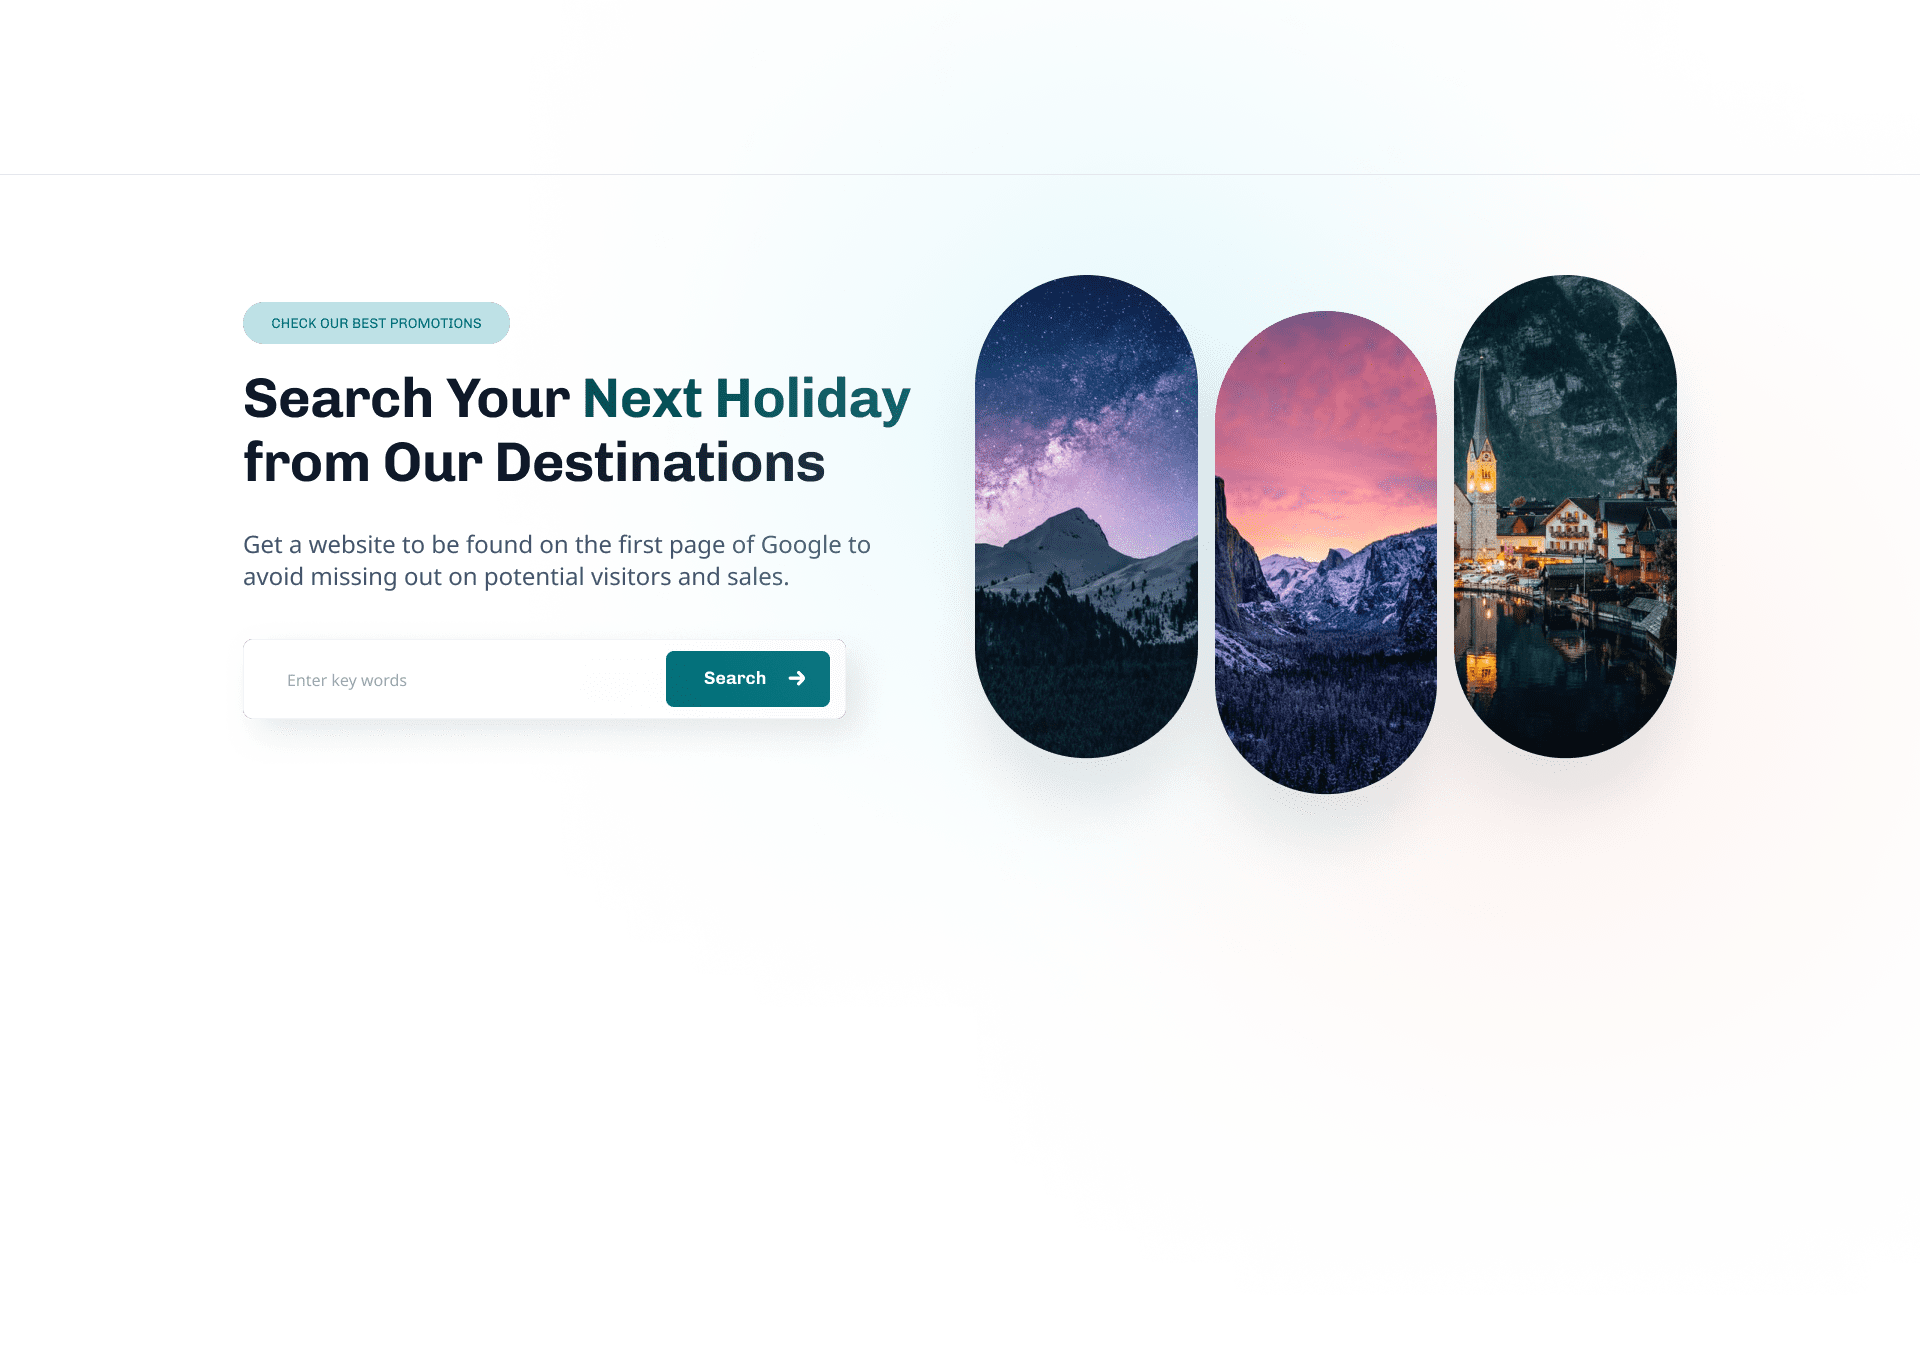 CHECK OUR BEST PROMOTIONS
Search Your Next Holiday
from Our Destinations
Get a website to be found on the first page of Google to
avoid missing out on potential visitors and sales.
Enter key words
Search